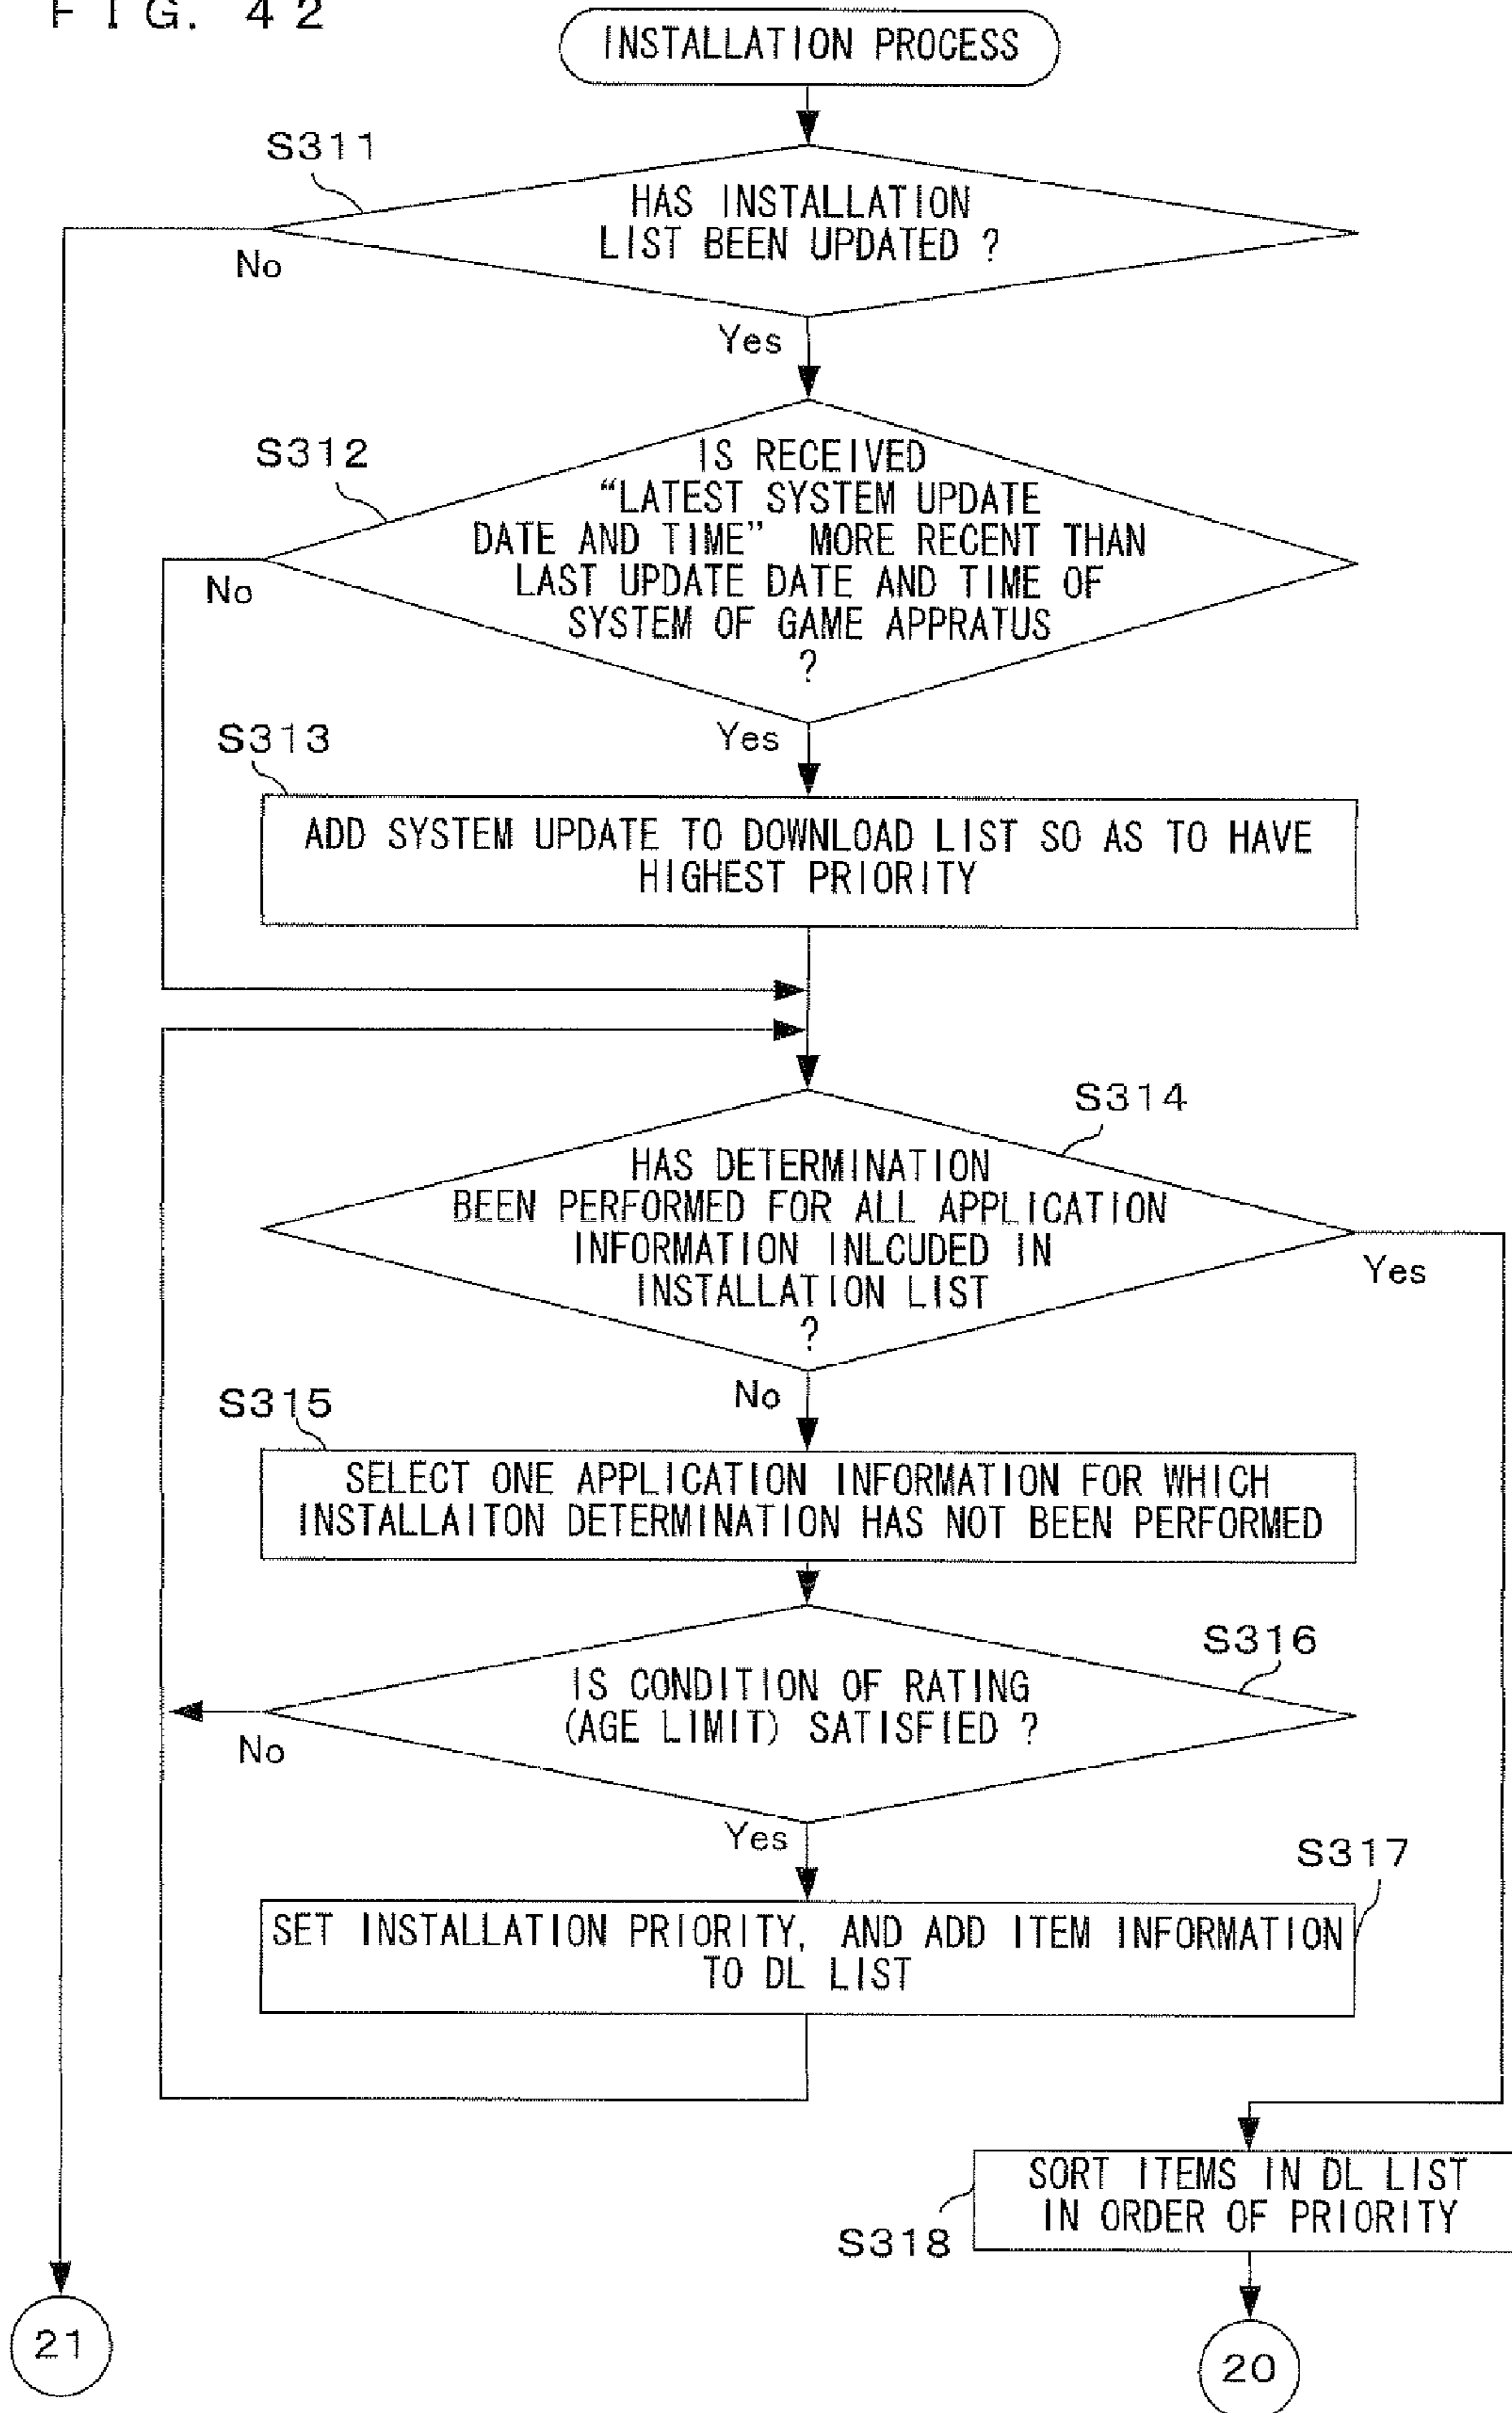 FIG. 42
INSTALLATION PROCESS
S311
HAS INSTALLATION
LIST BEEN UPDATED ?
No
Yes
S312
IS RECEIVED
“LATEST SYSTEM UPDATE
DATE AND TIME” MORE RECENT THAN
LAST UPDATE DATE AND TIME OF
SYSTEM OF GAME APPRATUS
?
No
Yes
S313
ADD SYSTEM UPDATE TO DOWNLOAD LIST SO AS TO HAVE
HIGHEST PRIORITY
S314
HAS DETERMINATION
BEEN PERFORMED FOR ALL APPLICATION
INFORMATION INLCUDED IN
INSTALLATION LIST
?
Yes
No
S315
SELECT ONE APPLICATION INFORMATION FOR WHICH
INSTALLAITON DETERMINATION HAS NOT BEEN PERFORMED
S316
IS CONDITION OF RATING
(AGE LIMIT) SATISFIED ?
No
Yes
S317
SET INSTALLATION PRIORITY, AND ADD ITEM INFORMATION
TO DL LIST
SORT ITEMS IN DL LIST
IN ORDER OF PRIORITY
S318
21
20